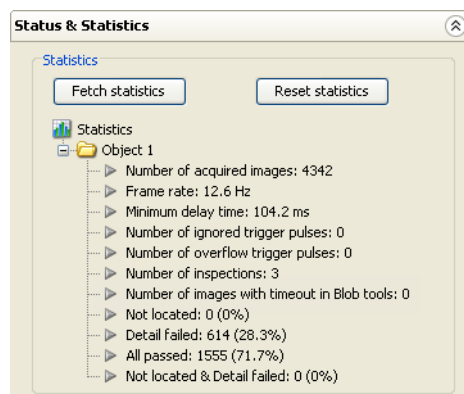 Status & Statistics
Statistics
Fetch statistics Reset statistics
Statistics
Object 1
Number of acquired images: 4342
Frame rate: 12.6 Hz
Minimum delay time: 104.2 ms
Number of ignored trigger pulses: 0
Number of overflow trigger pulses: 0
Number of inspections: 3
Number of images with timeout in Blob tools: 0
Not located: 0 (0%)
Detail failed: 614 (28.3%)
All passed: 1555 (71.7%)
Not located & Detail failed: 0 (0%)